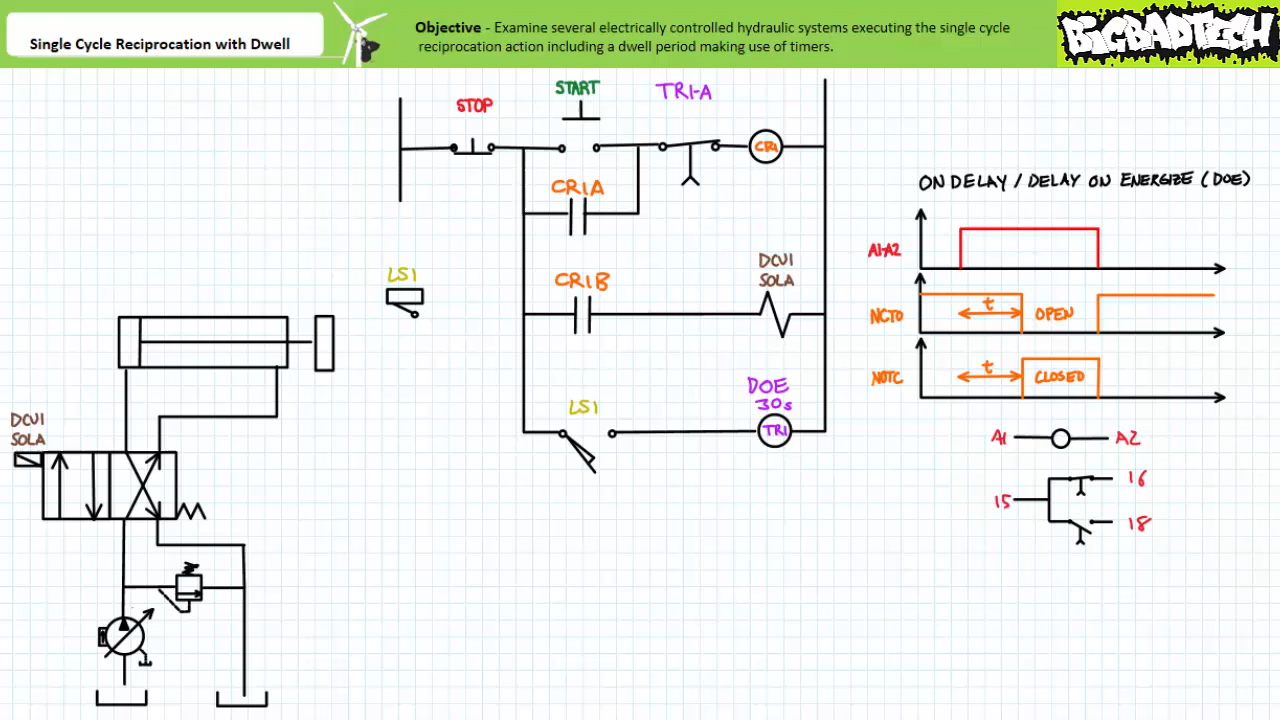 Single Cycle Reciprocation with Dwell
Objective - Examine several electrically controlled hydraulic systems executing the single cycle
reciprocation action including a dwell period making use of timers.
BIGBADTECH
STOP
START
TR1-A
CR1
CR1A
LS1
CR1B
DCV1
SOLA
LS1
DOE
30s
TR1
DCV1
SOLA
ON DELAY / DELAY ON ENERGIZE (DOE)
A1-A2
NCTO
t
OPEN
NOTC
t
CLOSED
A1
A2
15
16
18